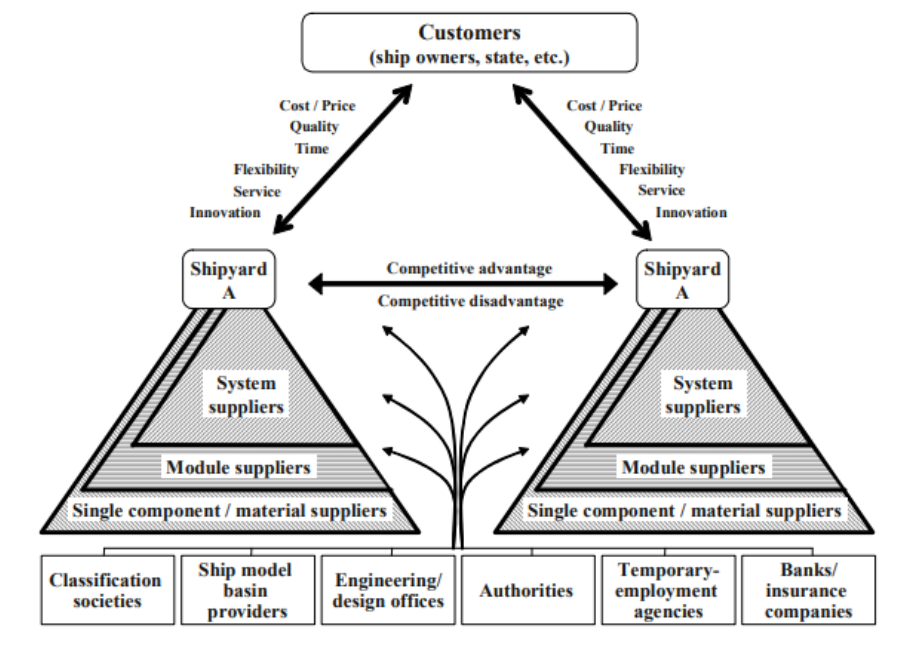 Customers
(ship owners, state, etc.)
Cost / Price
Quality
Time
Flexibility
Service
Innovation
Cost / Price
Quality
Time
Flexibility
Service
Innovation
Shipyard
A
Competitive advantage
Competitive disadvantage
Shipyard
A
System
suppliers
Module suppliers
Single component / material suppliers
System
suppliers
Module suppliers
Single component / material suppliers
Classification
societies
Ship model
basin
providers
Engineering/
design offices
Authorities
Temporary-
employment
agencies
Banks/
insurance
companies